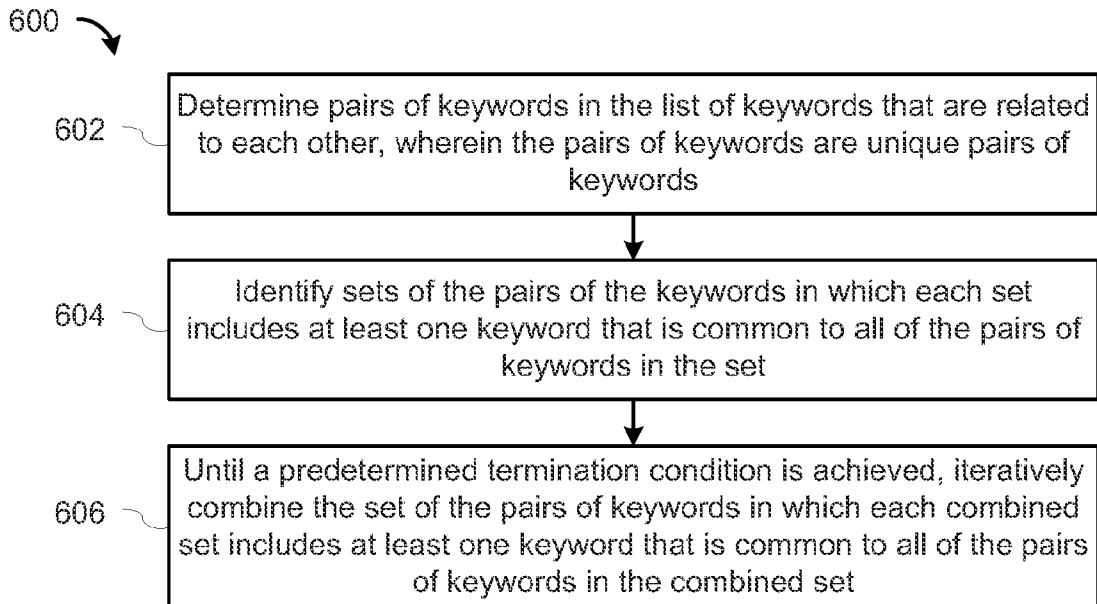 600
602
Determine pairs of keywords in the list of keywords that are related
to each other, wherein the pairs of keywords are unique pairs of
keywords
604
Identify sets of the pairs of the keywords in which each set
includes at least one keyword that is common to all of the pairs of
keywords in the set
606
Until a predetermined termination condition is achieved, iteratively
combine the set of the pairs of keywords in which each combined
set includes at least one keyword that is common to all of the pairs
of keywords in the combined set